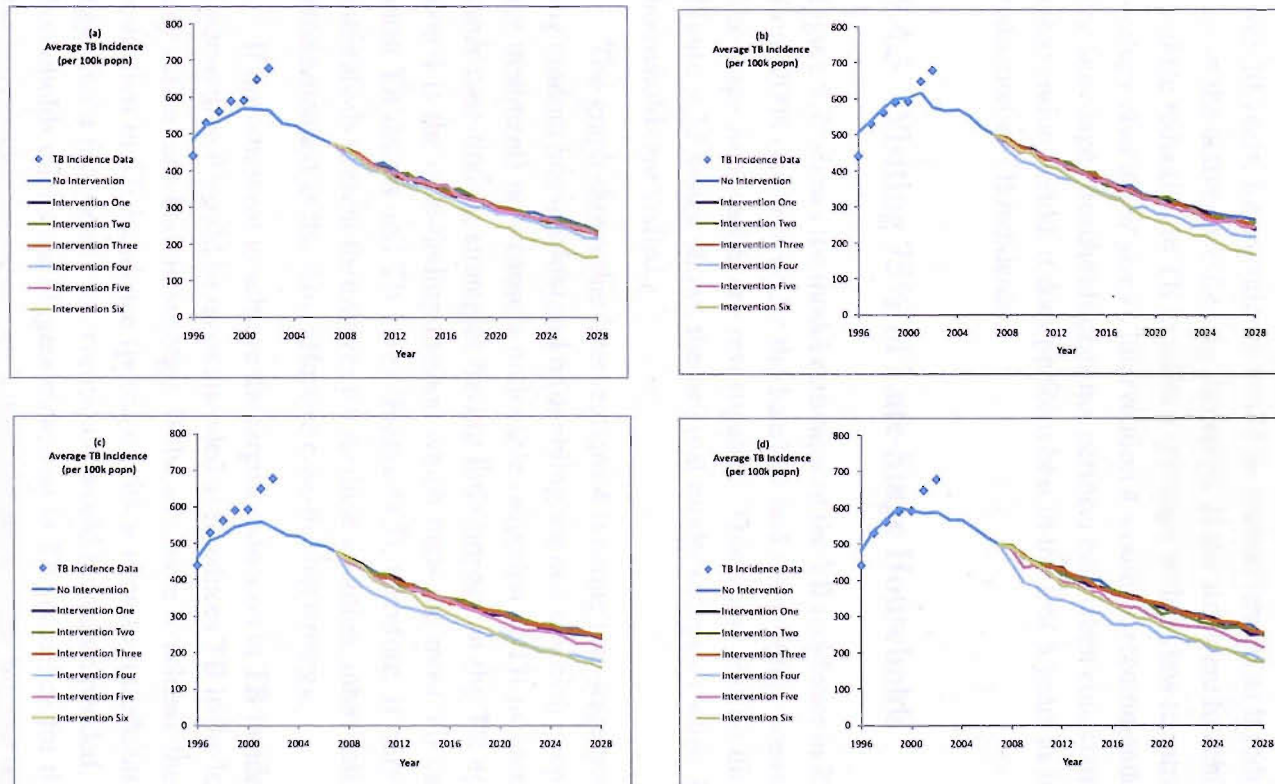 (a)
Average TB Incidence
(per 100k popn)
800
700
600
500
400
300
200
100
0
TB Incidence Data
No Intervention
Intervention One
Intervention Two
Intervention Three
Intervention Four
Intervention Five
Intervention Six
1996 2000 2004 2008 2012 2016 2020 2024 2028
Year
(b)
Average TB Incidence
(per 100k popn)
800
700
600
500
400
300
200
100
0
TB Incidence Data
No Intervention
Intervention One
Intervention Two
Intervention Three
Intervention Four
Intervention Five
Intervention Six
1996 2000 2004 2008 2012 2016 2020 2024 2028
Year
(c)
Average TB Incidence
(per 100k popn)
800
700
600
500
400
300
200
100
0
TB Incidence Data
No Intervention
Intervention One
Intervention Two
Intervention Three
Intervention Four
Intervention Five
Intervention Six
1996 2000 2004 2008 2012 2016 2020 2024 2028
Year
(d)
Average TB Incidence
(per 100k popn)
800
700
600
500
400
300
200
100
0
TB Incidence Data
No Intervention
Intervention One
Intervention Two
Intervention Three
Intervention Four
Intervention Five
Intervention Six
1996 2000 2004 2008 2012 2016 2020 2024 2028
Year